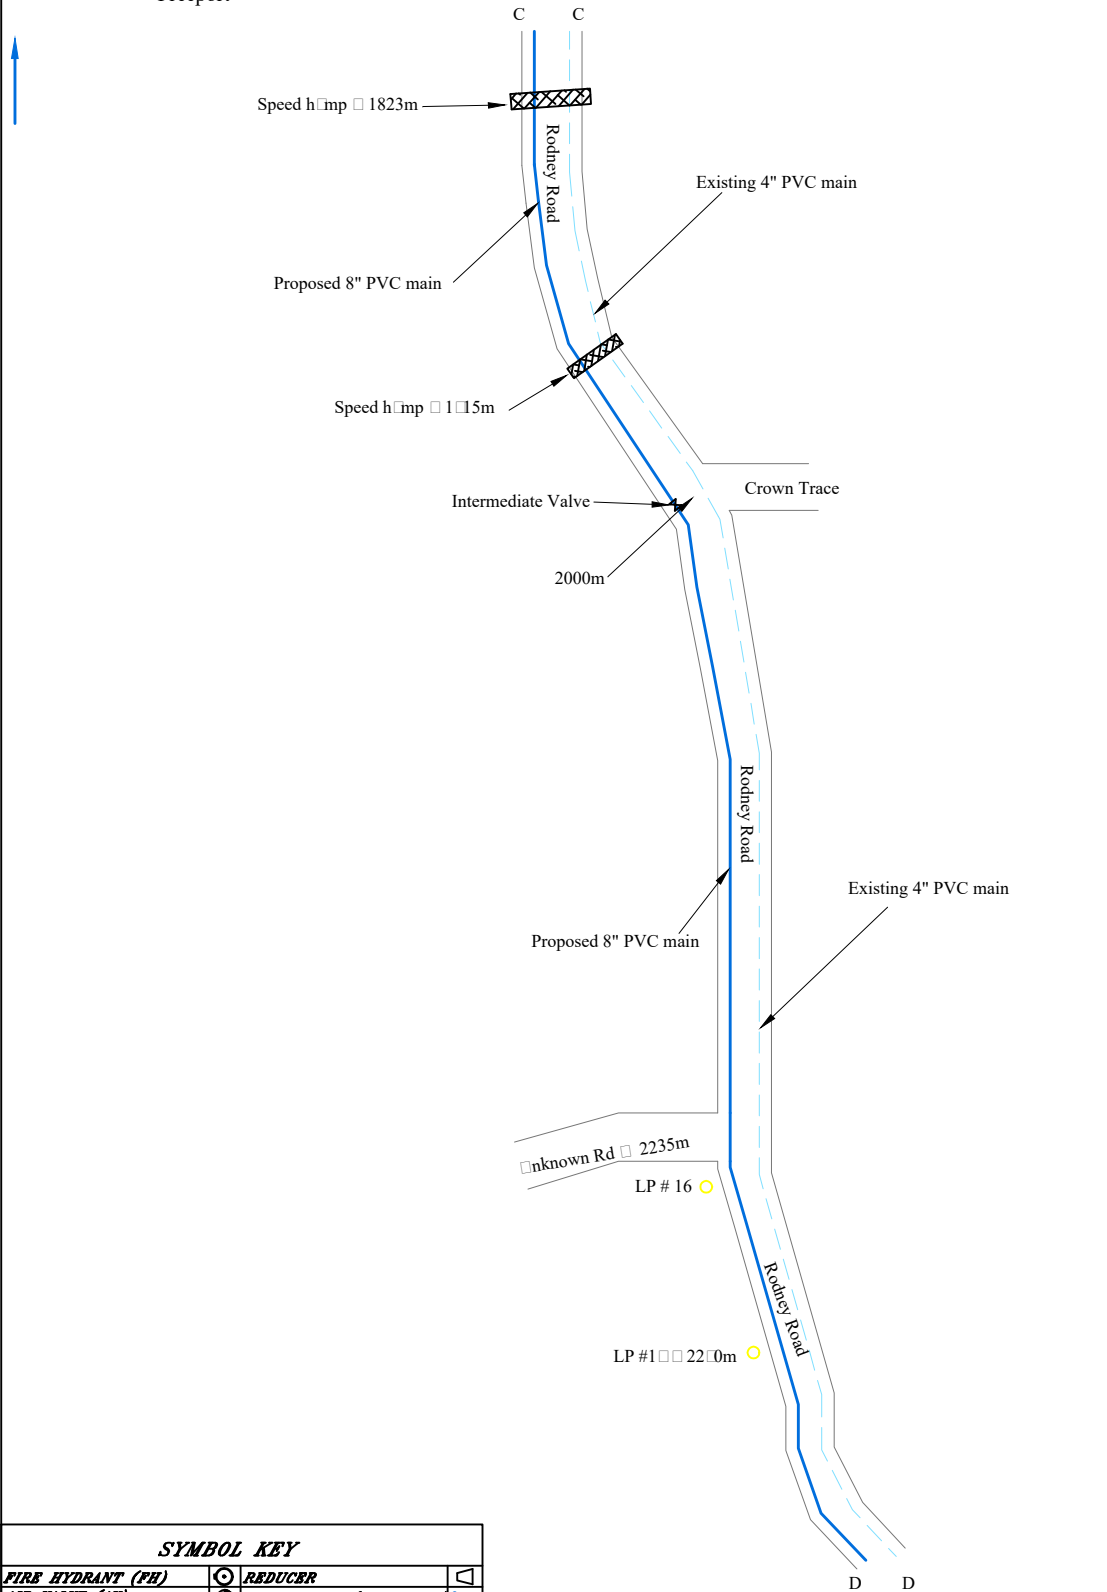 C C
Speed h□mp □ 1823m
Rodney Road
Existing 4" PVC main
Proposed 8" PVC main
Speed h□mp □ 1□15m
Intermediate Valve
Crown Trace
2000m
Rodney Road
Existing 4" PVC main
Proposed 8" PVC main
□nknown Rd □ 2235m
LP # 16
Rodney Road
LP #1□ □ 22□0m
D D
SYMBOL KEY
FIRE HYDRANT (FH) REDUCER